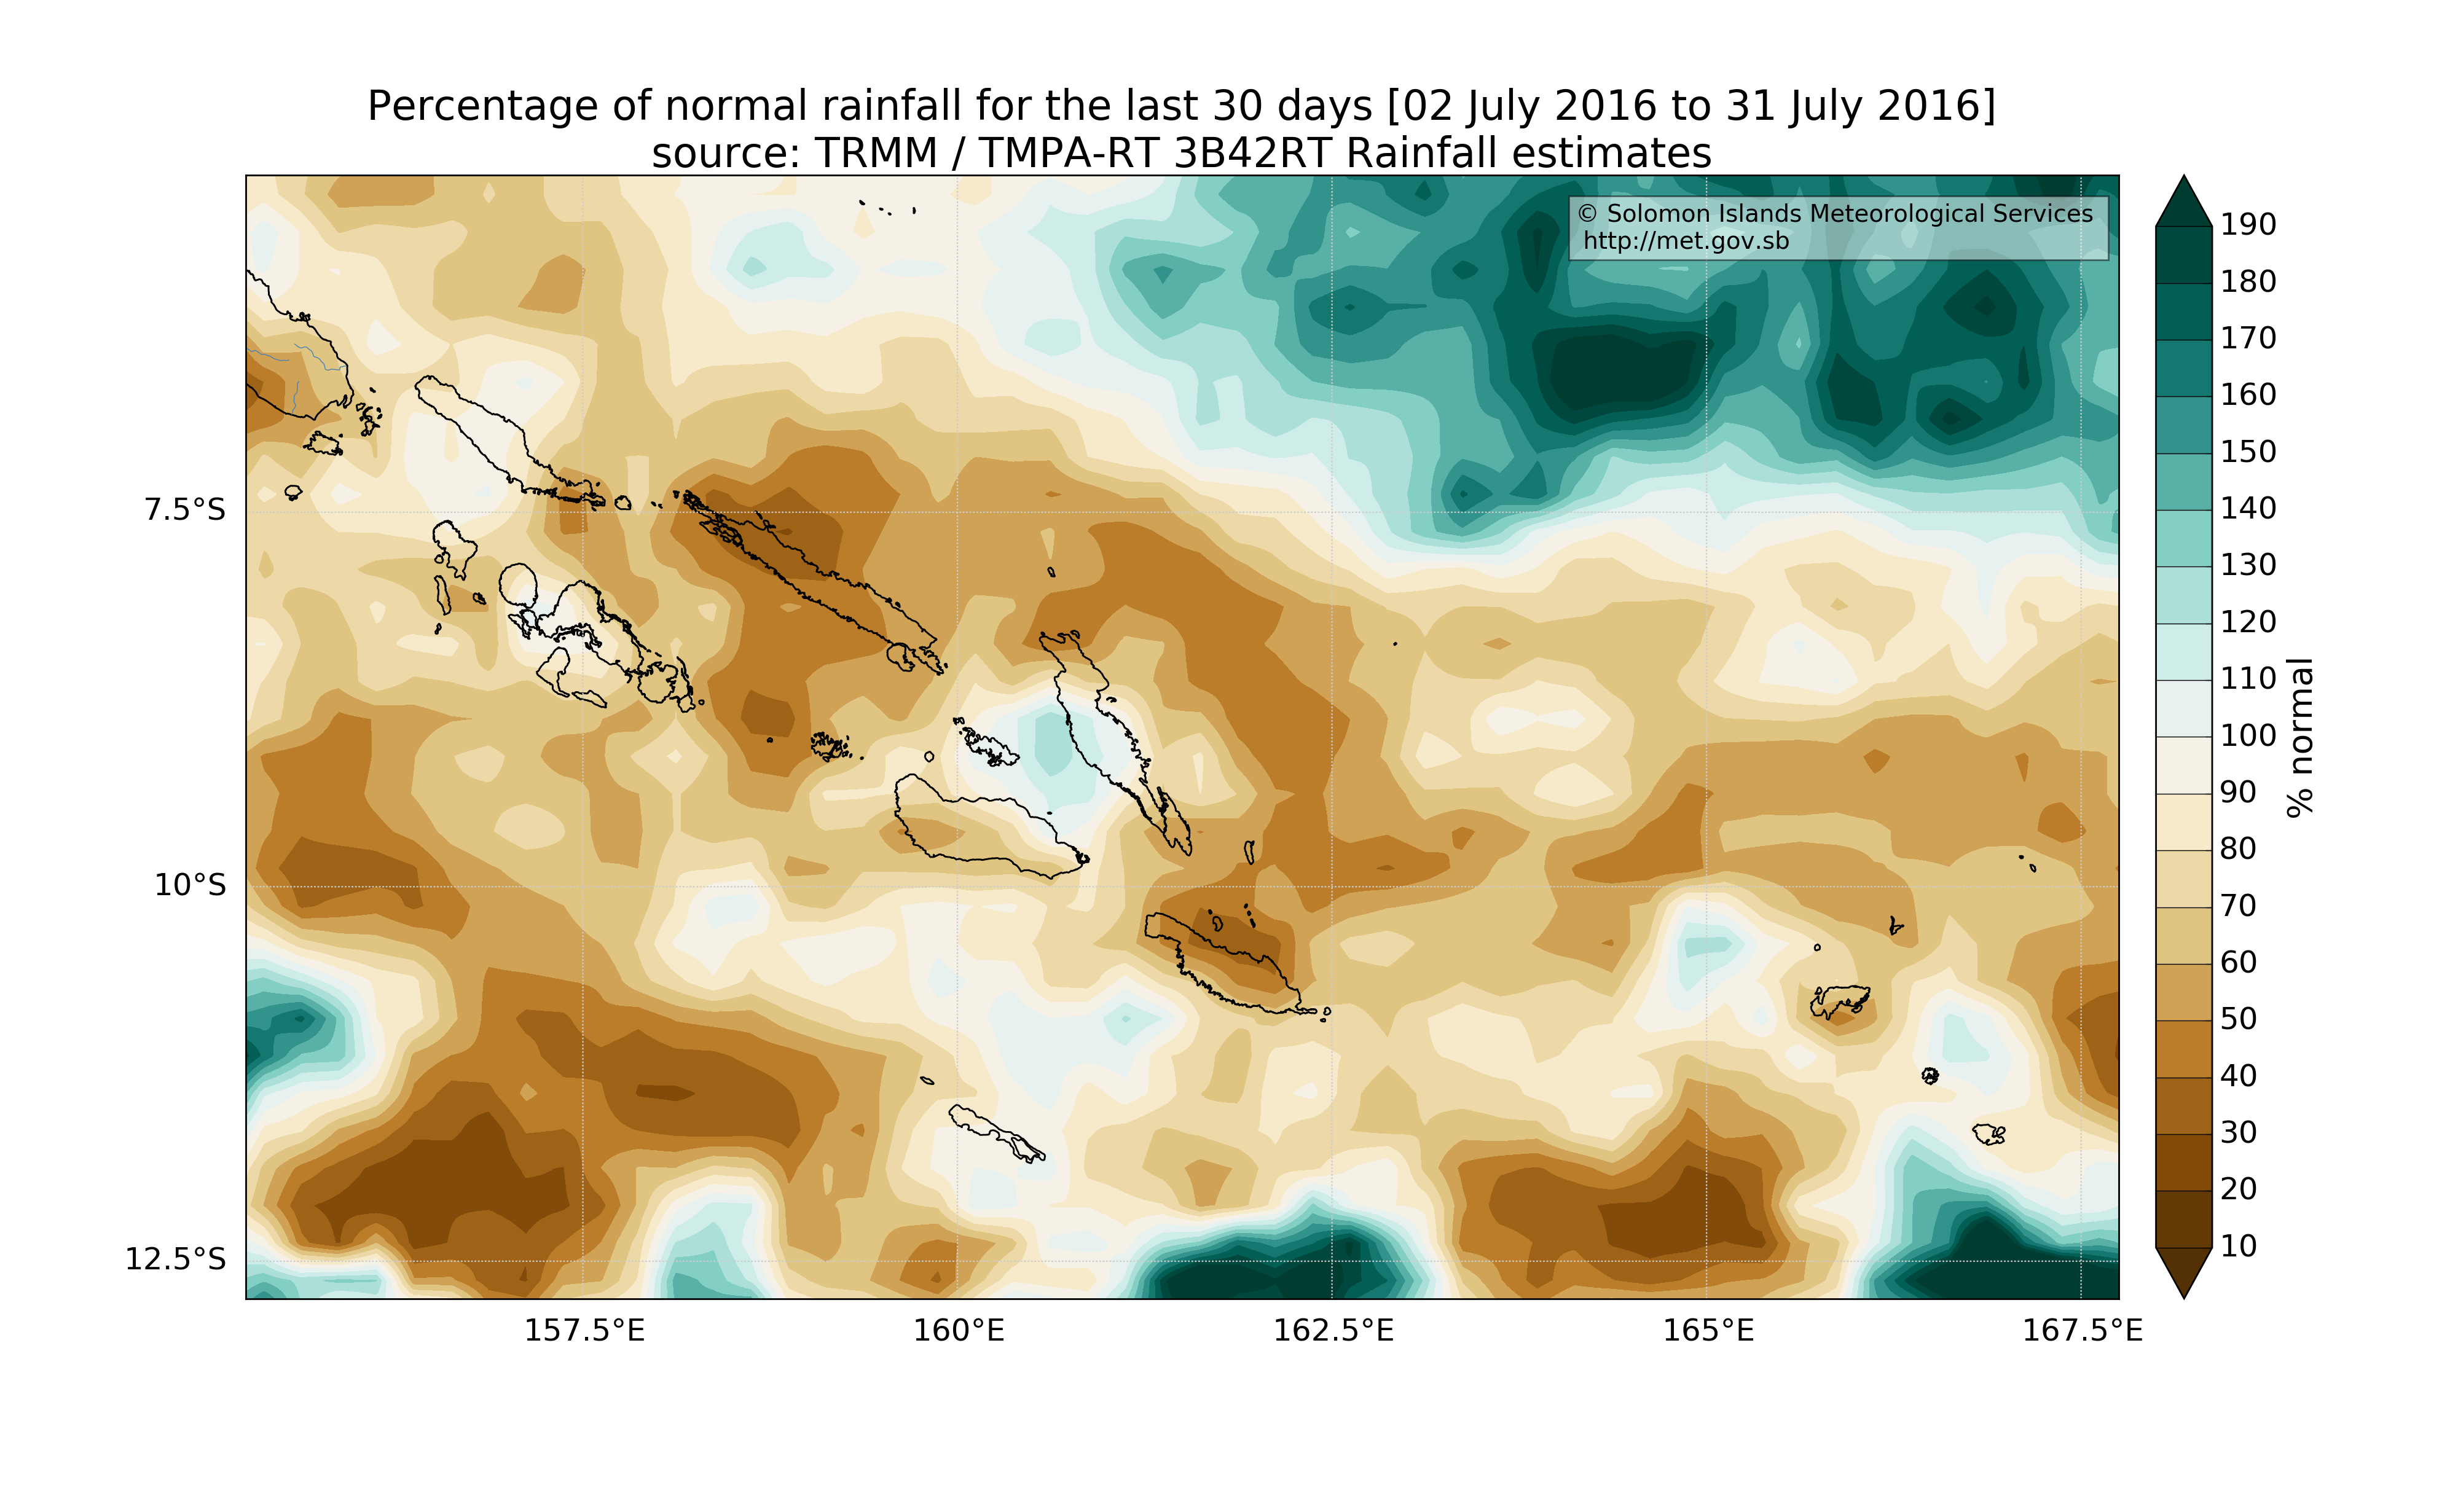 Percentage of normal rainfall for the last 30 days [02 July 2016 to 31 July 2016]
source: TRMM / TMPA-RT 3B42RT Rainfall estimates
© Solomon Islands Meteorological Services
http://met.gov.sb
7.5°S
10°S
12.5°S
157.5°E
160°E
162.5°E
165°E
167.5°E
190
180
170
160
150
140
130
120
110
100
90
80
70
60
50
40
30
20
10
% normal